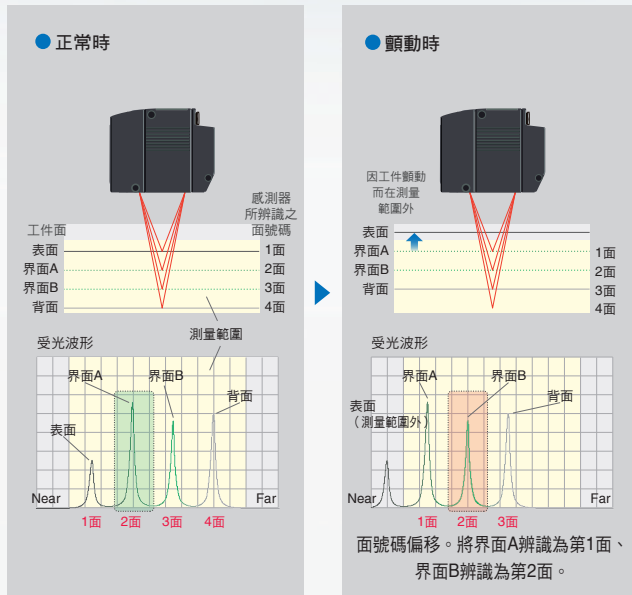 ● 正常時
感測器
所辨識之
面號碼
工件面
表面 1面
界面A 2面
界面B 3面
背面 4面
測量範圍
受光波形
界面A 界面B
背面
表面
Near Far
1面 2面 3面 4面
● 顫動時
因工件顫動
而在測量
範圍外
表面
界面A 1面
界面B 2面
背面 3面
4面
受光波形
界面A 界面B
背面
表面
（測量範圍外）
Near Far
1面 2面 3面
面號碼偏移。將界面A辨識為第1面、
界面B辨識為第2面。